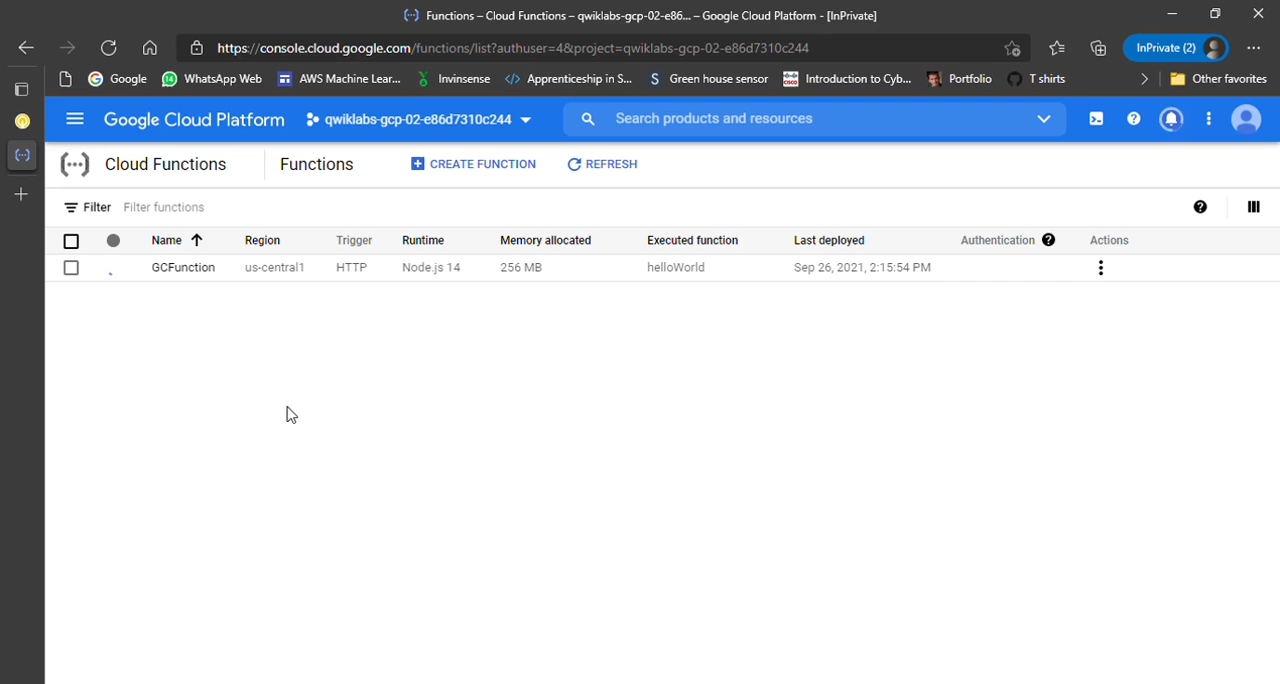 Functions – Cloud Functions – qwiklabs-gcp-02-e86... – Google Cloud Platform - [InPrivate]
https://console.cloud.google.com/functions/list?authuser=4&project=qwiklabs-gcp-02-e86d7310c244
InPrivate (2)
Google WhatsApp Web AWS Machine Lear... Invinsense Apprenticeship in S... Green house sensor Introduction to Cyb... Portfolio T shirts Other favorites
Google Cloud Platform qwiklabs-gcp-02-e86d7310c244 Search products and resources
Cloud Functions Functions CREATE FUNCTION REFRESH
Filter Filter functions
Name Region Trigger Runtime Memory allocated Executed function Last deployed Authentication Actions
GCFunction us-central1 HTTP Node.js 14 256 MB helloWorld Sep 26, 2021, 2:15:54 PM